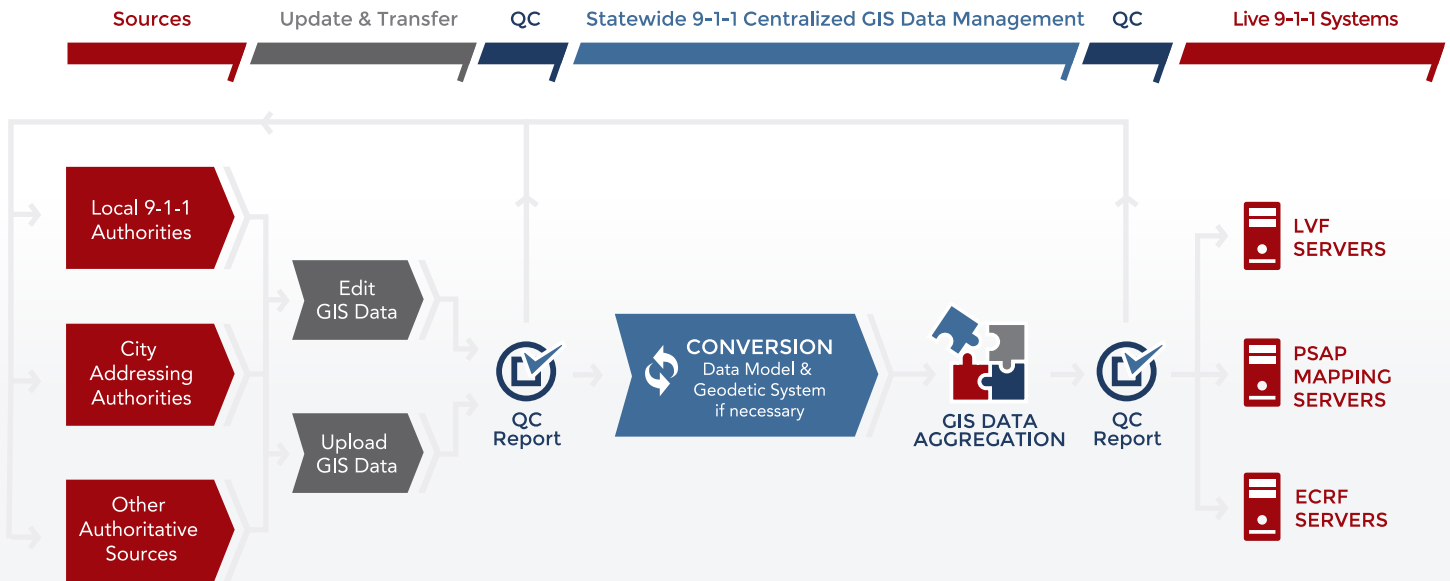 Sources
Update & Transfer
QC
Statewide 9-1-1 Centralized GIS Data Management
QC
Live 9-1-1 Systems
Local 9-1-1
Authorities
City
Addressing
Authorities
Other
Authoritative
Sources
Edit
GIS Data
Upload
GIS Data
QC
Report
CONVERSION
Data Model &
Geodetic System
if necessary
GIS DATA
AGGREGATION
QC
Report
LVF
SERVERS
PSAP
MAPPING
SERVERS
ECRF
SERVERS